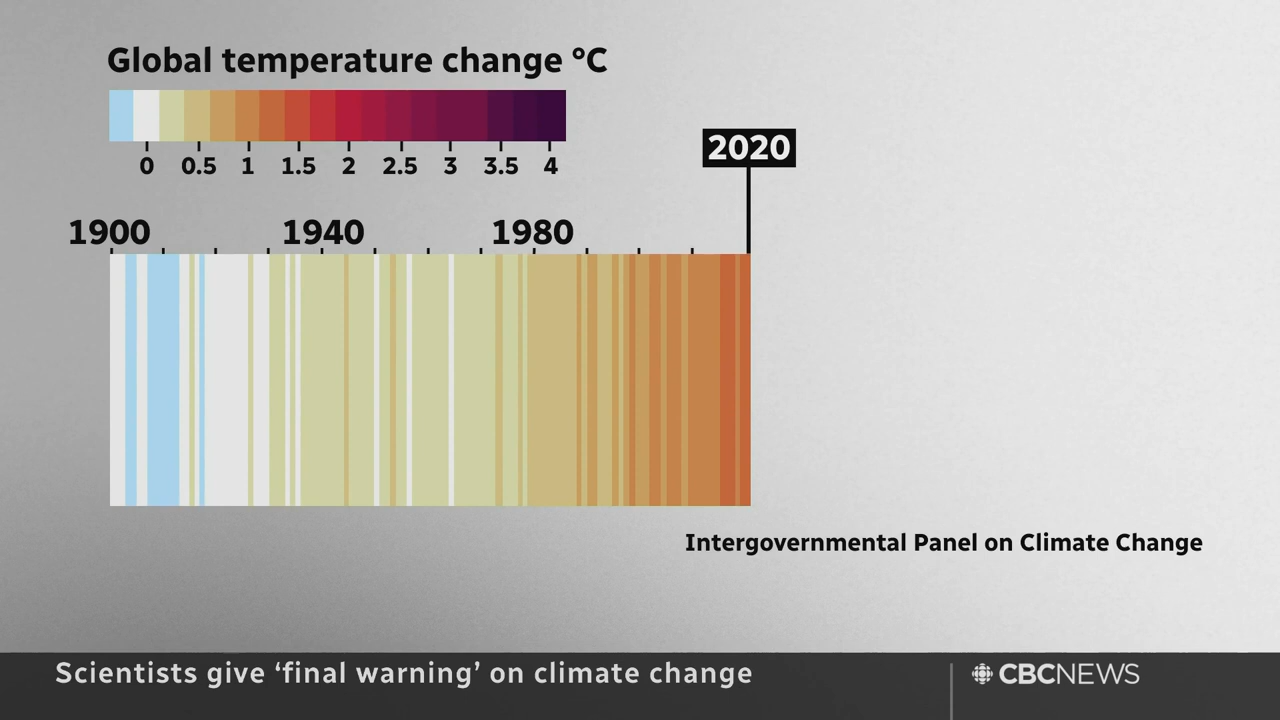 Global temperature change °C
0 0.5 1 1.5 2 2.5 3 3.5 4
2020
1900 1940 1980
Intergovernmental Panel on Climate Change
Scientists give ‘final warning’ on climate change
CBCNEWS